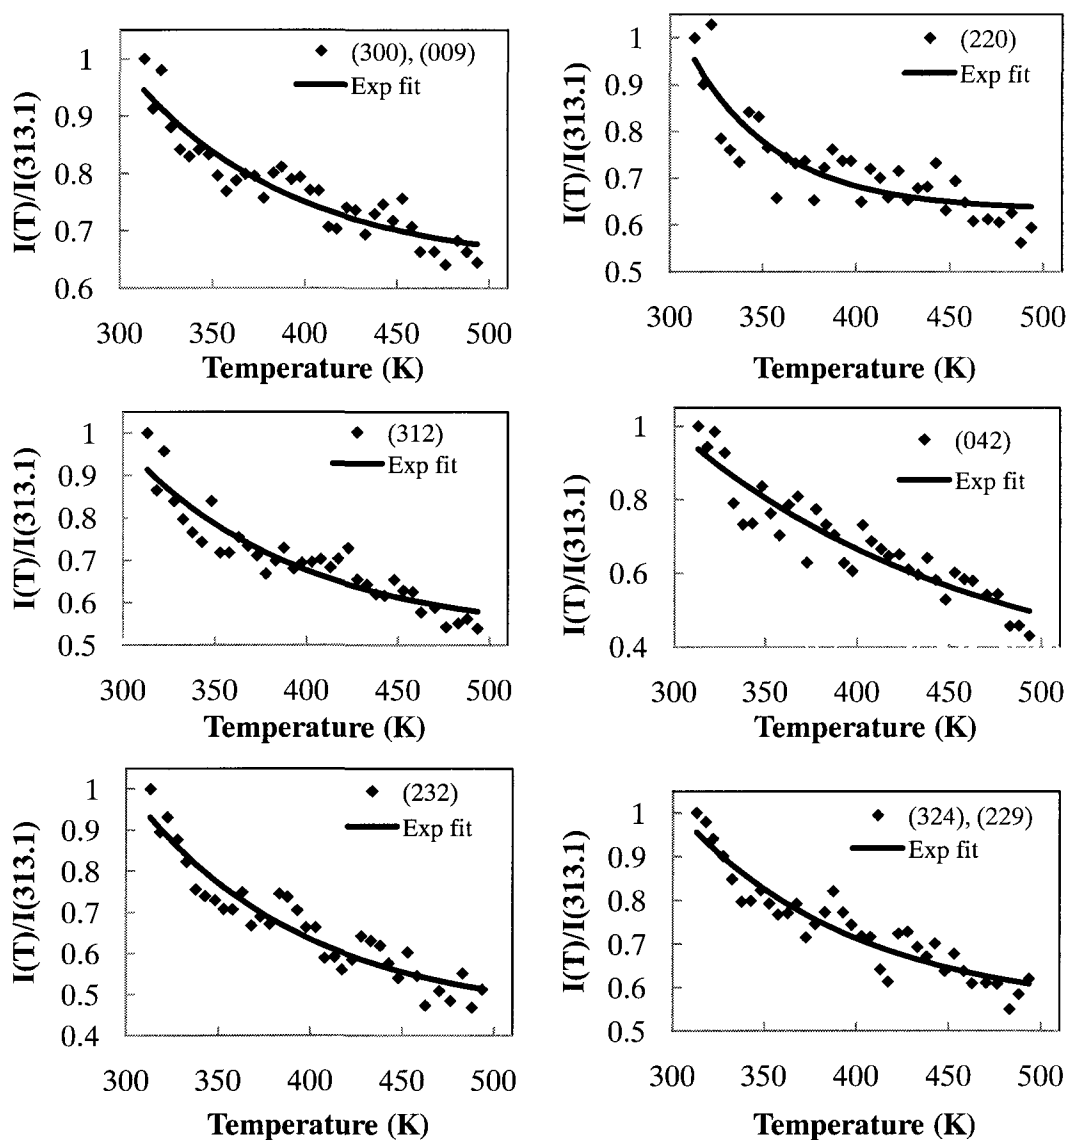 I(T)/I(313.1)
1
0.9
0.8
0.7
0.6
(300), (009)
Exp fit
300 350 400 450 500
Temperature (K)
I(T)/I(313.1)
1
0.9
0.8
0.7
0.6
0.5
(220)
Exp fit
300 350 400 450 500
Temperature (K)
I(T)/I(313.1)
1
0.9
0.8
0.7
0.6
0.5
(312)
Exp fit
300 350 400 450 500
Temperature (K)
I(T)/I(313.1)
1
0.8
0.6
0.4
(042)
Exp fit
300 350 400 450 500
Temperature (K)
I(T)/I(313.1)
1
0.9
0.8
0.7
0.6
0.5
0.4
(232)
Exp fit
300 350 400 450 500
Temperature (K)
I(T)/I(313.1)
1
0.9
0.8
0.7
0.6
0.5
(324), (229)
Exp fit
300 350 400 450 500
Temperature (K)